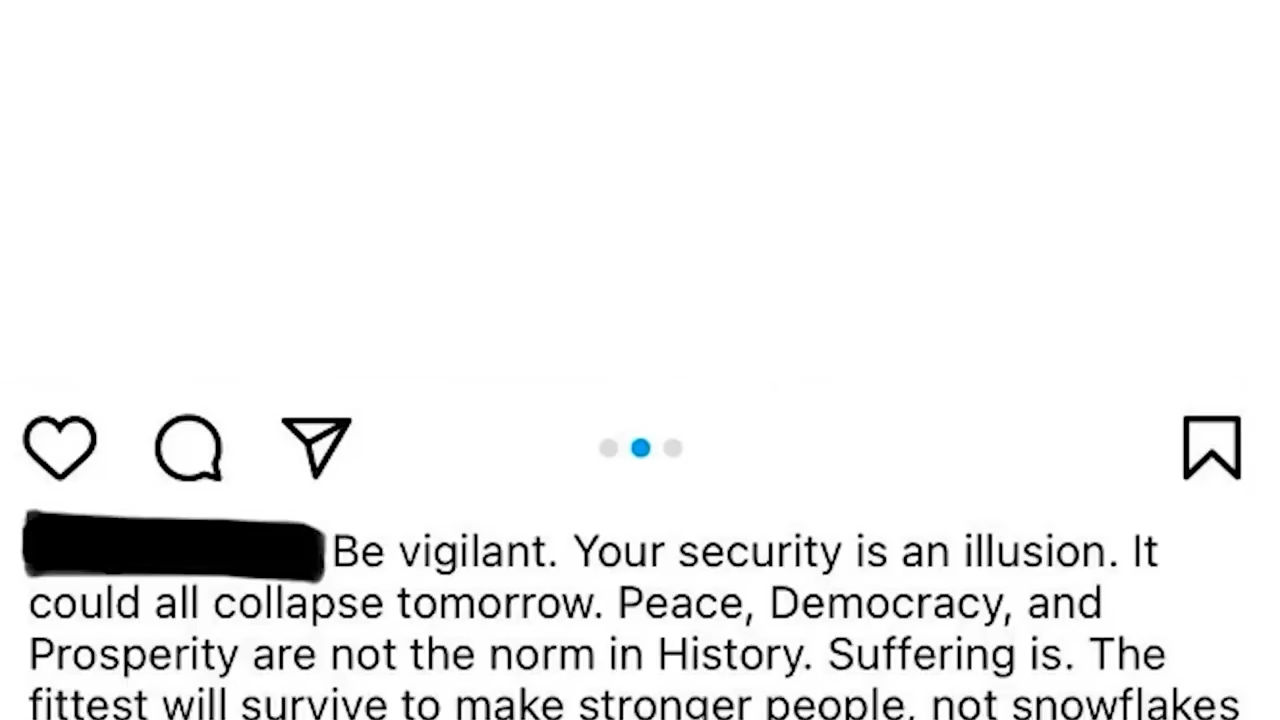 Be vigilant. Your security is an illusion. It
could all collapse tomorrow. Peace, Democracy, and
Prosperity are not the norm in History. Suffering is. The
fittest will survive to make stronger people, not snowflakes